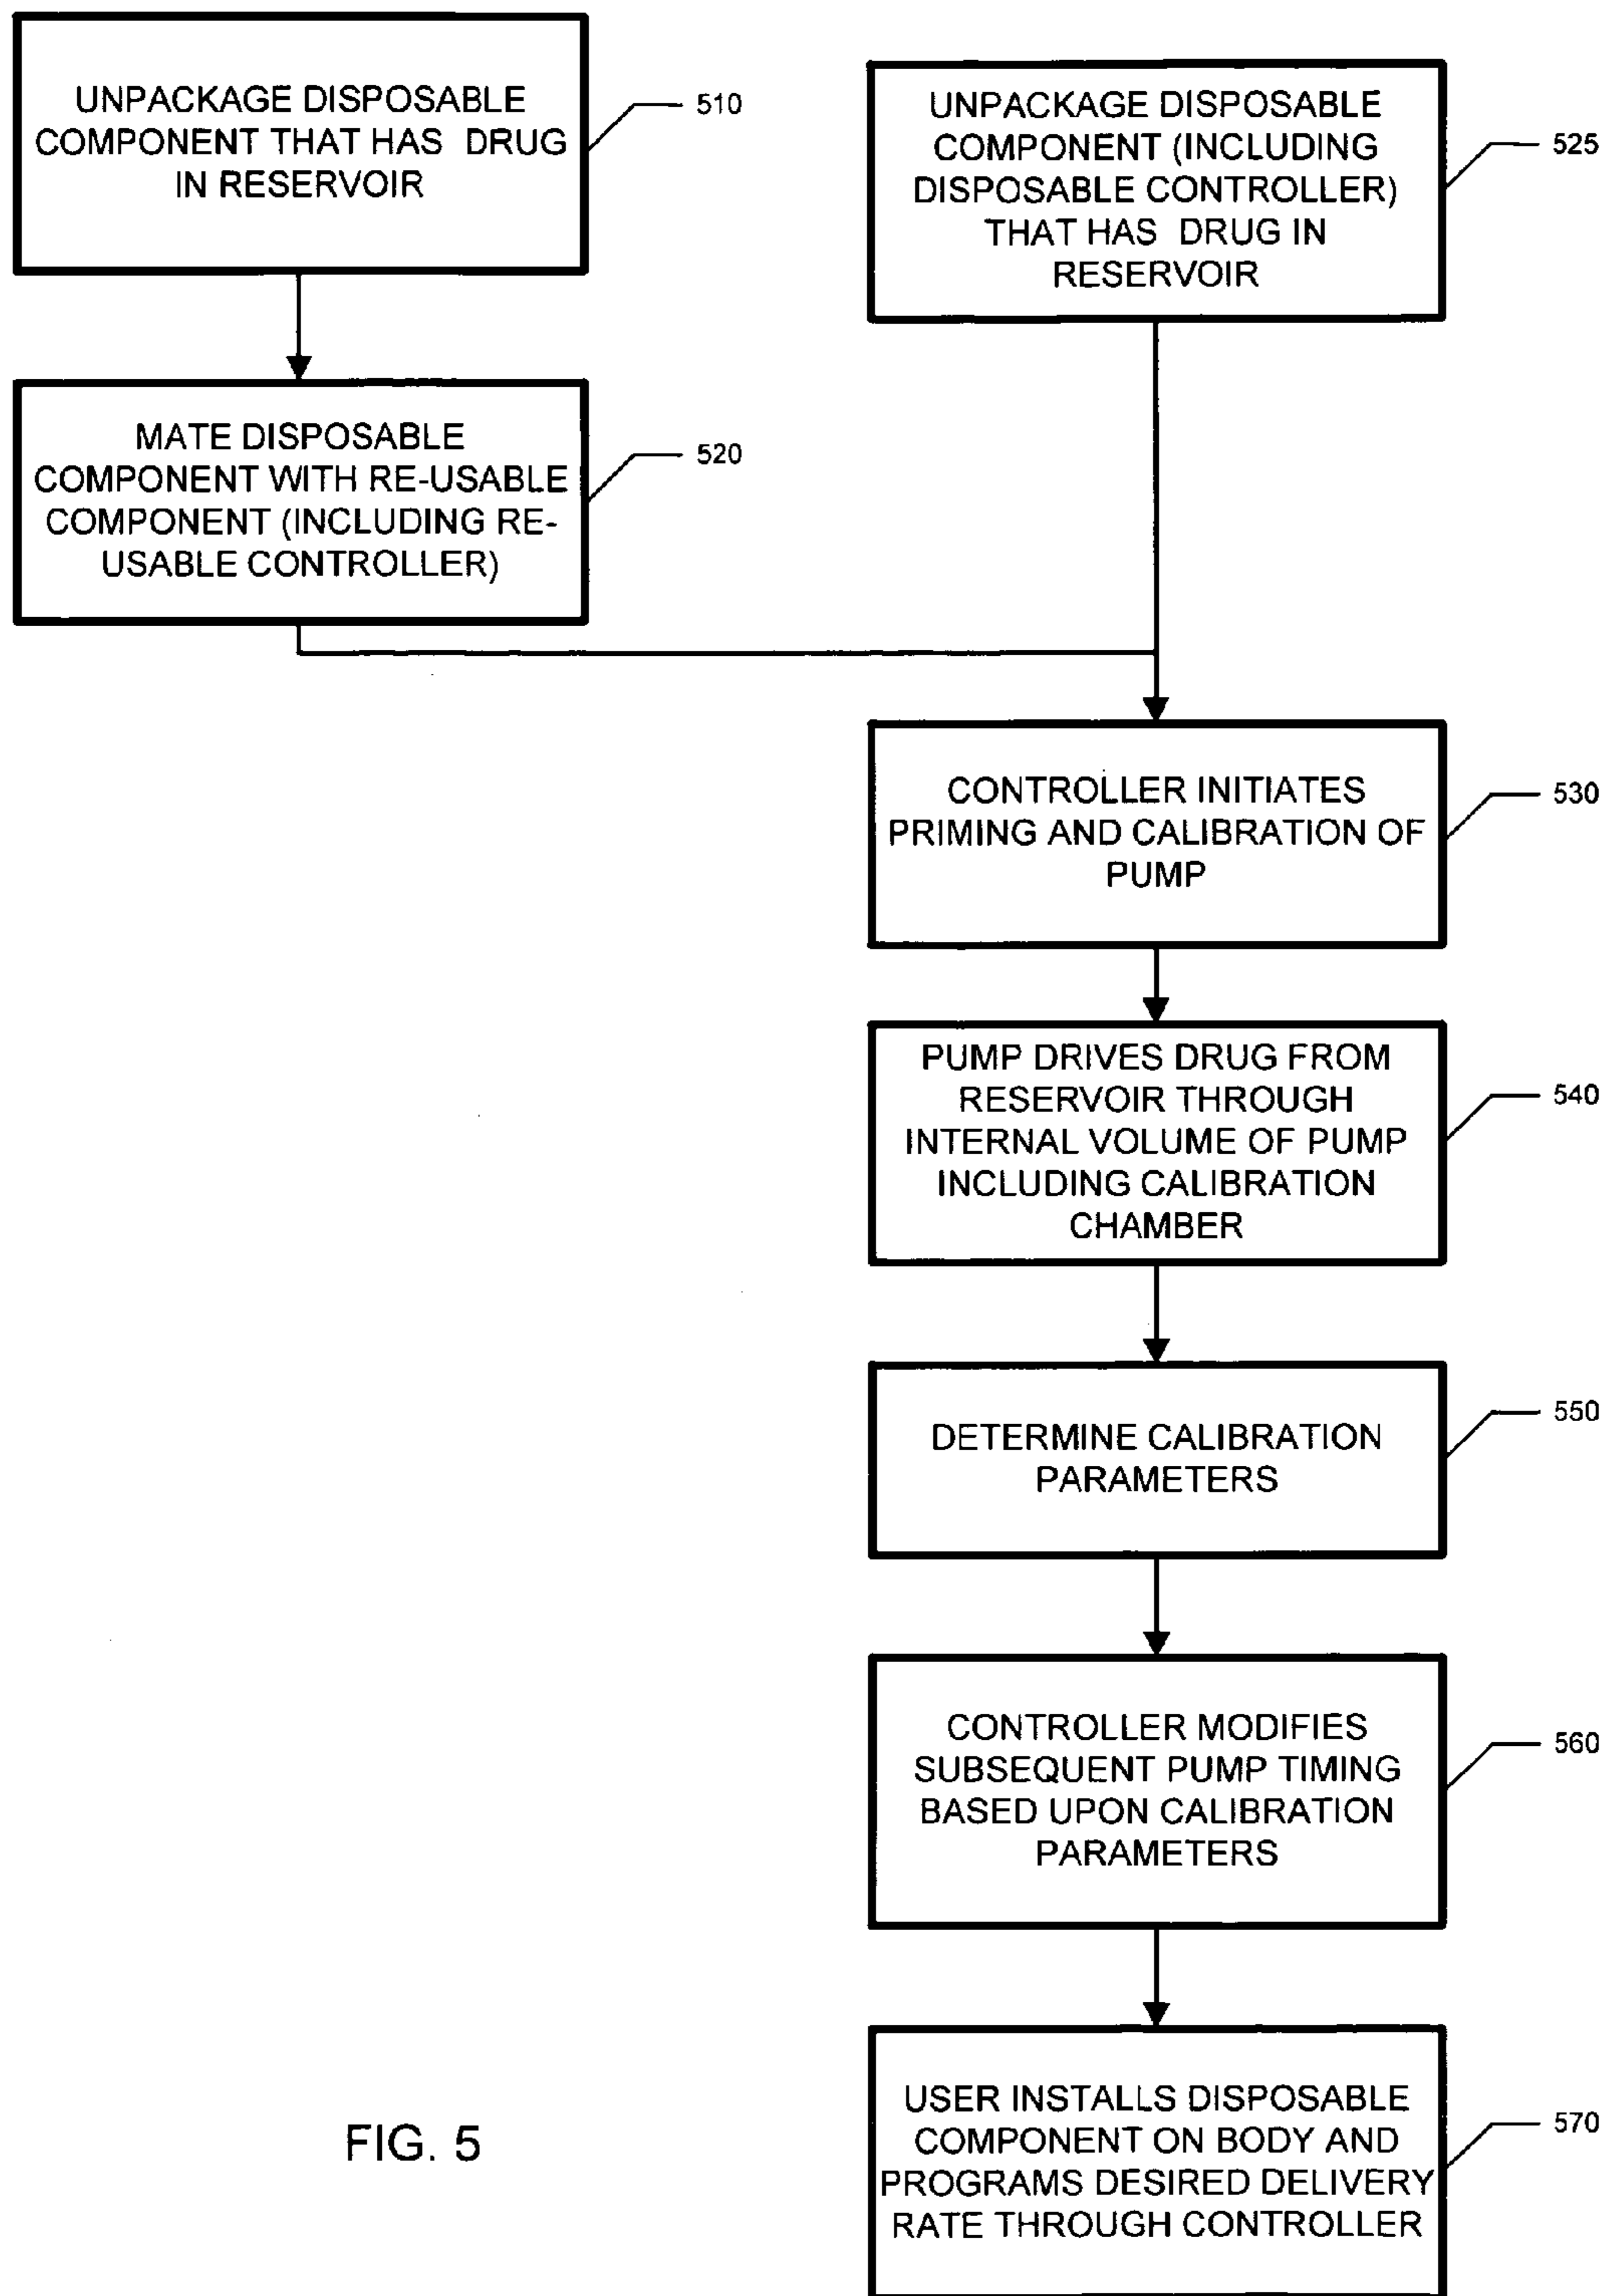 UNPACKAGE DISPOSABLE
COMPONENT THAT HAS DRUG
IN RESERVOIR
510
UNPACKAGE DISPOSABLE
COMPONENT (INCLUDING
DISPOSABLE CONTROLLER)
THAT HAS DRUG IN
RESERVOIR
525
MATE DISPOSABLE
COMPONENT WITH RE-USABLE
COMPONENT (INCLUDING RE-
USABLE CONTROLLER)
520
CONTROLLER INITIATES
PRIMING AND CALIBRATION OF
PUMP
530
PUMP DRIVES DRUG FROM
RESERVOIR THROUGH
INTERNAL VOLUME OF PUMP
INCLUDING CALIBRATION
CHAMBER
540
DETERMINE CALIBRATION
PARAMETERS
550
CONTROLLER MODIFIES
SUBSEQUENT PUMP TIMING
BASED UPON CALIBRATION
PARAMETERS
560
USER INSTALLS DISPOSABLE
COMPONENT ON BODY AND
PROGRAMS DESIRED DELIVERY
RATE THROUGH CONTROLLER
570
FIG. 5